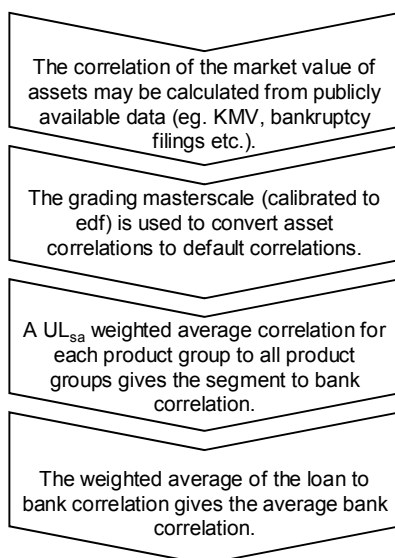 The correlation of the market value of
assets may be calculated from publicly
available data (eg. KMV, bankruptcy
filings etc.).
The grading masterscale (calibrated to
edf) is used to convert asset
correlations to default correlations.
A ULsa weighted average correlation for
each product group to all product
groups gives the segment to bank
correlation.
The weighted average of the loan to
bank correlation gives the average bank
correlation.